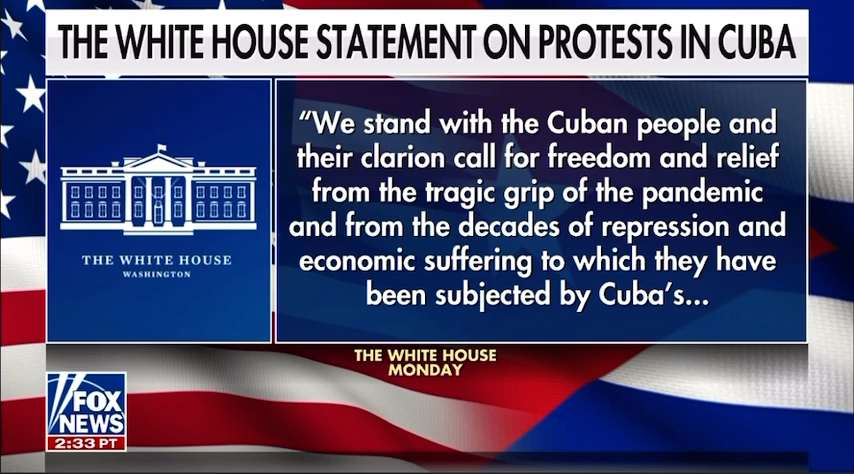 THE WHITE HOUSE STATEMENT ON PROTESTS IN CUBA
THE WHITE HOUSE
WASHINGTON
“We stand with the Cuban people and
their clarion call for freedom and relief
from the tragic grip of the pandemic
and from the decades of repression and
economic suffering to which they have
been subjected by Cuba's...
THE WHITE HOUSE
MONDAY
FOX
NEWS
2:33 PT